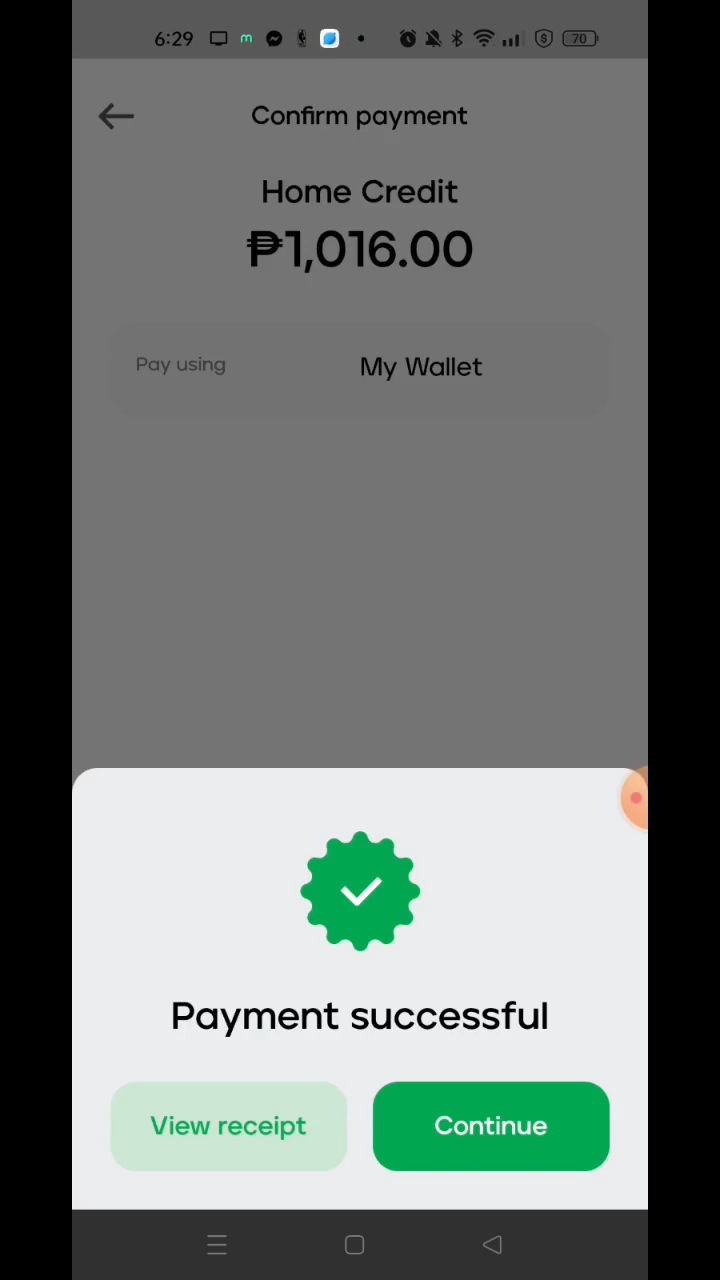 6:29
70
Confirm payment
Home Credit
₱1,016.00
Pay using My Wallet
Payment successful
View receipt Continue